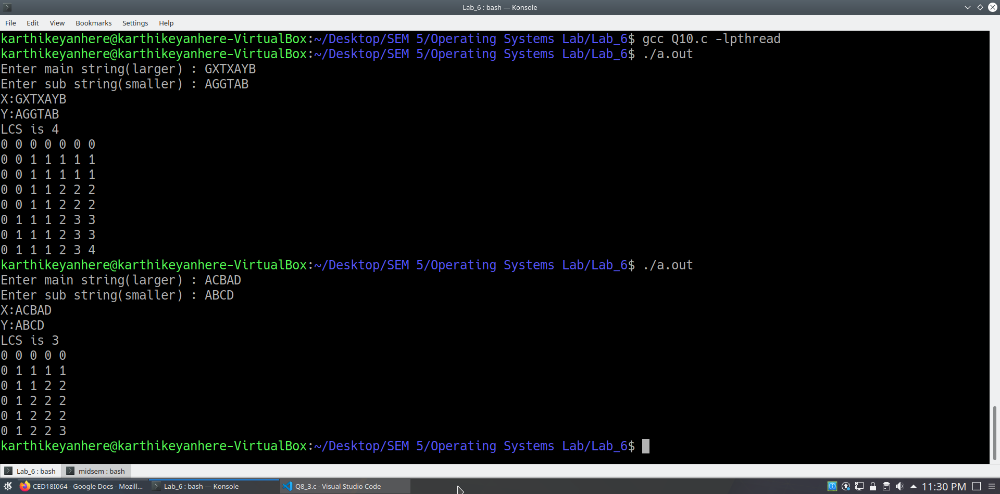 Lab_6 : bash — Konsole
File Edit View Bookmarks Settings Help
karthikeyanhere@karthikeyanhere-VirtualBox:~/Desktop/SEM 5/Operating Systems Lab/Lab_6$ gcc Q10.c -lpthread
karthikeyanhere@karthikeyanhere-VirtualBox:~/Desktop/SEM 5/Operating Systems Lab/Lab_6$ ./a.out
Enter main string(larger) : GXTXAYB
Enter sub string(smaller) : AGGTAB
X:GXTXAYB
Y:AGGTAB
LCS is 4
0 0 0 0 0 0 0
0 0 1 1 1 1 1
0 0 1 1 1 1 1
0 0 1 1 2 2 2
0 0 1 1 2 2 2
0 1 1 1 2 3 3
0 1 1 1 2 3 3
0 1 1 1 2 3 4
karthikeyanhere@karthikeyanhere-VirtualBox:~/Desktop/SEM 5/Operating Systems Lab/Lab_6$ ./a.out
Enter main string(larger) : ACBAD
Enter sub string(smaller) : ABCD
X:ACBAD
Y:ABCD
LCS is 3
0 0 0 0 0
0 1 1 1 1
0 1 1 2 2
0 1 2 2 2
0 1 2 2 2
0 1 2 2 3
karthikeyanhere@karthikeyanhere-VirtualBox:~/Desktop/SEM 5/Operating Systems Lab/Lab_6$
Lab_6 : bash midsem : bash
CED18I064 - Google Docs - Mozill... Lab_6 : bash — Konsole Q8_3.c - Visual Studio Code 11:30 PM